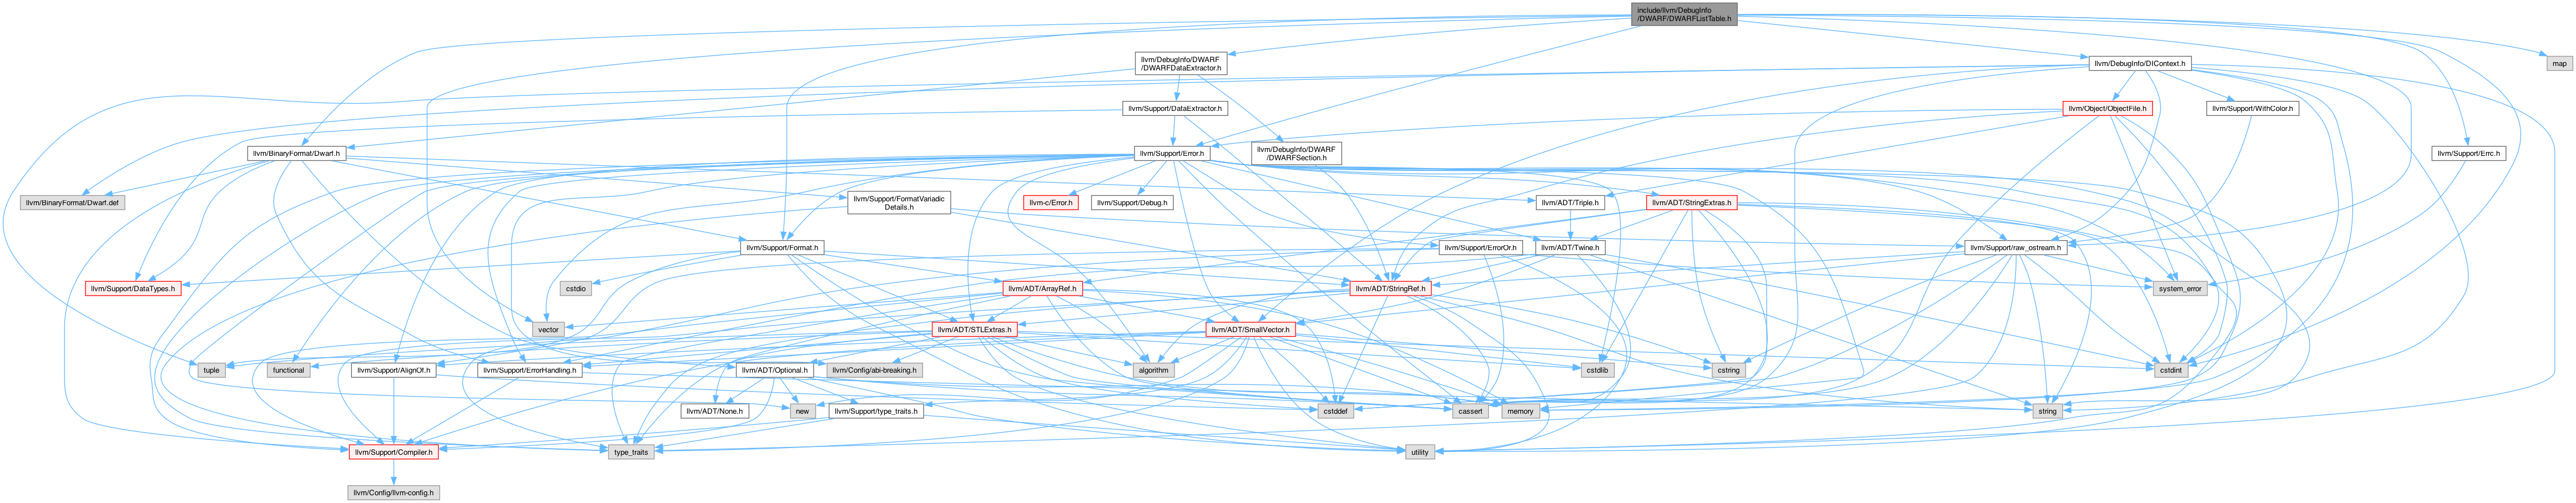 include/llvm/DebugInfo
/DWARF/DWARFListTable.h
llvm/DebugInfo/DWARF
/DWARFDataExtractor.h
llvm/DebugInfo/DIContext.h
map
llvm/Support/DataExtractor.h
llvm/Object/ObjectFile.h
llvm/Support/WithColor.h
llvm/BinaryFormat/Dwarf.h
llvm/Support/Error.h
llvm/DebugInfo/DWARF
/DWARFSection.h
llvm/Support/Errc.h
llvm/BinaryFormat/Dwarf.def
llvm/Support/FormatVariadic
Details.h
llvm-c/Error.h
llvm/Support/Debug.h
llvm/ADT/Triple.h
llvm/ADT/StringExtras.h
llvm/Support/Format.h
llvm/Support/ErrorOr.h
llvm/ADT/Twine.h
llvm/Support/raw_ostream.h
llvm/Support/DataTypes.h
cstdio
llvm/ADT/ArrayRef.h
llvm/ADT/StringRef.h
system_error
vector
llvm/ADT/STLExtras.h
llvm/ADT/SmallVector.h
tuple
functional
llvm/Support/AlignOf.h
llvm/Support/ErrorHandling.h
llvm/ADT/Optional.h
llvm/Config/abi-breaking.h
algorithm
cstdlib
cstring
cstdint
llvm/ADT/None.h
new
llvm/Support/type_traits.h
cstddef
cassert
memory
string
llvm/Support/Compiler.h
type_traits
utility
llvm/Config/llvm-config.h